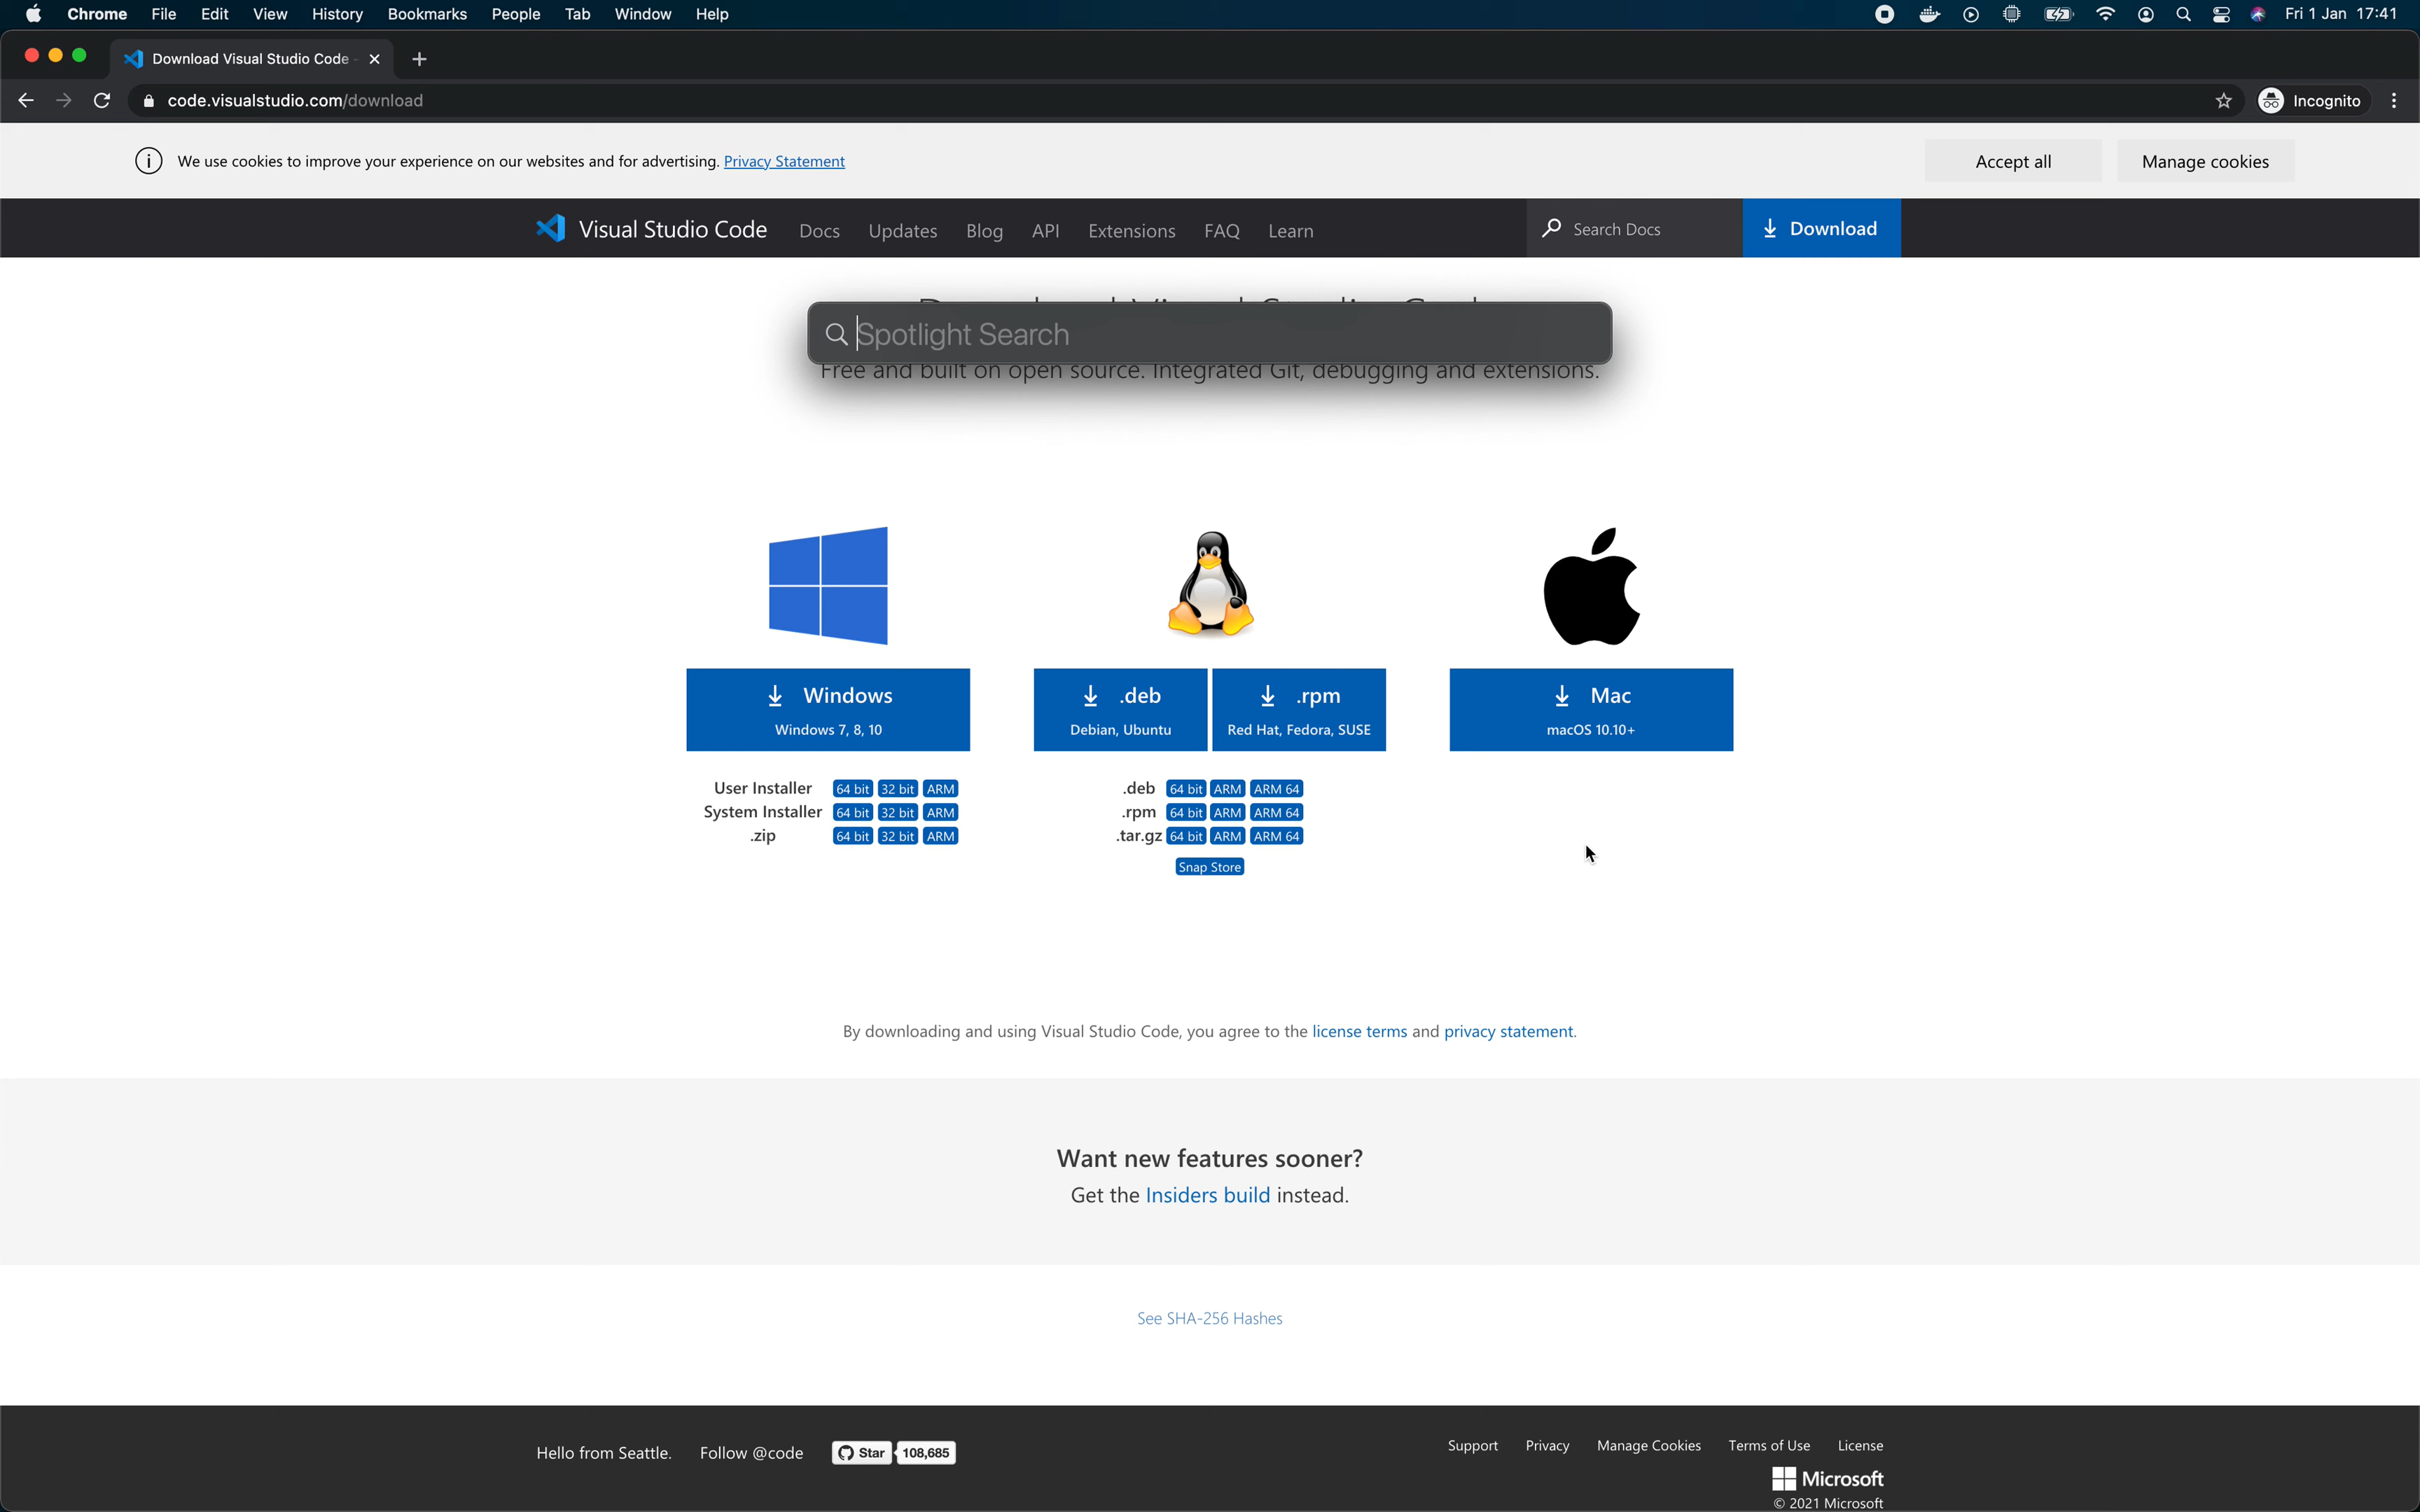 Chrome File Edit View History Bookmarks People Tab Window Help Fri 1 Jan 17:41
Download Visual Studio Code -
code.visualstudio.com/download Incognito
We use cookies to improve your experience on our websites and for advertising. Privacy Statement Accept all Manage cookies
Visual Studio Code Docs Updates Blog API Extensions FAQ Learn Search Docs Download
Spotlight Search
Free and built on open source. Integrated Git, debugging and extensions.
Windows .deb .rpm Mac
Windows 7, 8, 10 Debian, Ubuntu Red Hat, Fedora, SUSE macOS 10.10+
User Installer 64 bit 32 bit ARM .deb 64 bit ARM ARM 64
System Installer 64 bit 32 bit ARM .rpm 64 bit ARM ARM 64
.zip 64 bit 32 bit ARM .tar.gz 64 bit ARM ARM 64
Snap Store
By downloading and using Visual Studio Code, you agree to the license terms and privacy statement.
Want new features sooner?
Get the Insiders build instead.
See SHA-256 Hashes
Hello from Seattle. Follow @code Star 108,685 Support Privacy Manage Cookies Terms of Use License
Microsoft
© 2021 Microsoft